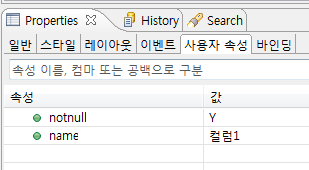 Properties History Search
일반 스타일 레이아웃 이벤트 사용자 속성 바인딩
속성 이름, 컴마 또는 공백으로 구분
속성 값
notnull Y
name 컬럼1